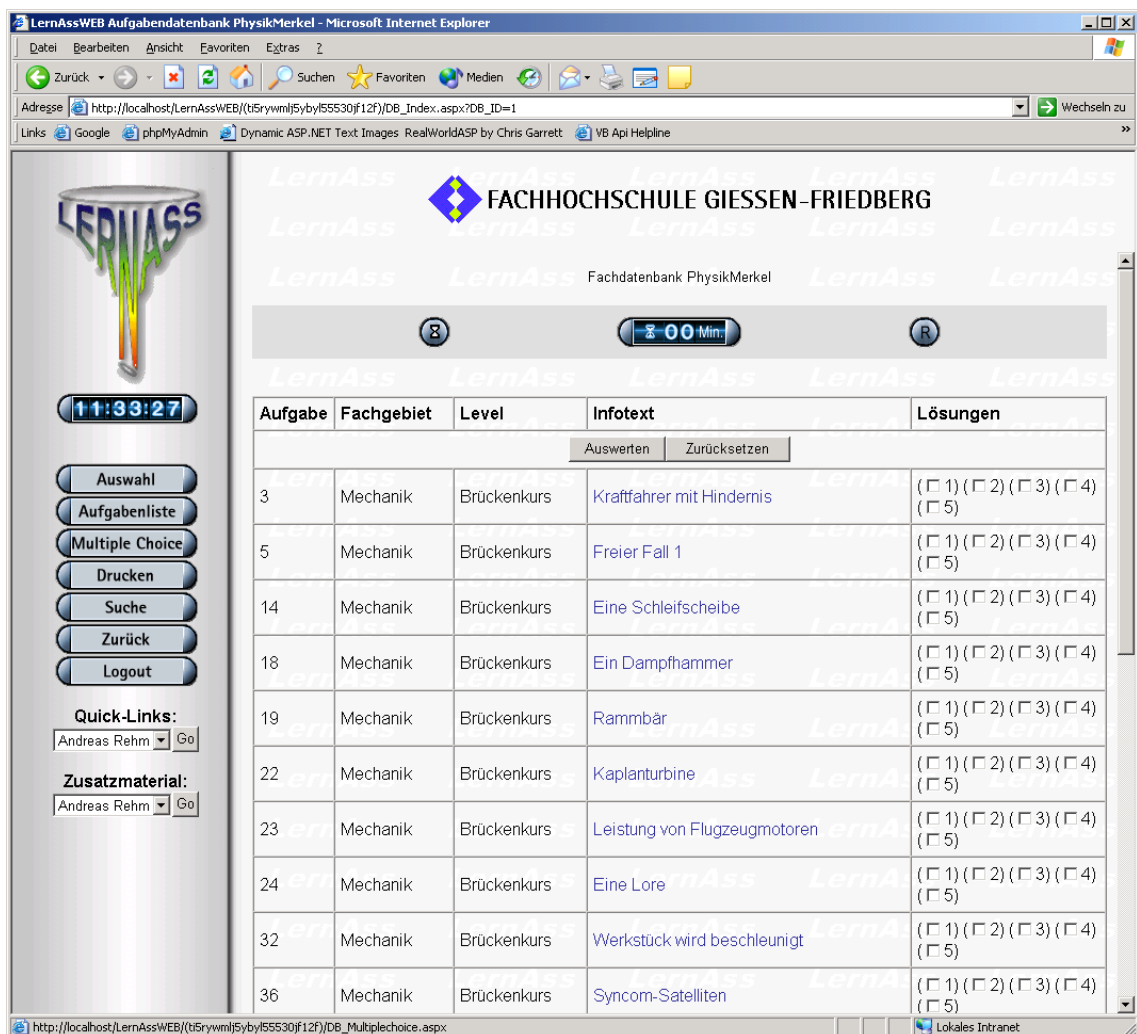 LernAssWEB Aufgabendatenbank PhysikMerkel - Microsoft Internet Explorer
Datei Bearbeiten Ansicht Favoriten Extras ?
Zurück Suchen Favoriten Medien
Adresse http://localhost/LernAssWEB/(ti5rywmlj5ybyl55530jf12f)/DB_Index.aspx?DB_ID=1 Wechseln zu
Links Google phpMyAdmin Dynamic ASP.NET Text Images RealWorldASP by Chris Garrett VB Api Helpline »
LERNASS
11:33:27
Auswahl
Aufgabenliste
Multiple Choice
Drucken
Suche
Zurück
Logout
Quick-Links:
Andreas Rehm Go
Zusatzmaterial:
Andreas Rehm Go
LernAss
FACHHOCHSCHULE GIESSEN-FRIEDBERG
Fachdatenbank PhysikMerkel
00 Min. R
Aufgabe Fachgebiet Level Infotext Lösungen
Auswerten Zurücksetzen
3 Mechanik Brückenkurs Kraftfahrer mit Hindernis ( 1) ( 2) ( 3) ( 4)
( 5)
5 Mechanik Brückenkurs Freier Fall 1 ( 1) ( 2) ( 3) ( 4)
( 5)
14 Mechanik Brückenkurs Eine Schleifscheibe ( 1) ( 2) ( 3) ( 4)
( 5)
18 Mechanik Brückenkurs Ein Dampfhammer ( 1) ( 2) ( 3) ( 4)
( 5)
19 Mechanik Brückenkurs Rammbär ( 1) ( 2) ( 3) ( 4)
( 5)
22 Mechanik Brückenkurs Kaplanturbine ( 1) ( 2) ( 3) ( 4)
( 5)
23 Mechanik Brückenkurs Leistung von Flugzeugmotoren ( 1) ( 2) ( 3) ( 4)
( 5)
24 Mechanik Brückenkurs Eine Lore ( 1) ( 2) ( 3) ( 4)
( 5)
32 Mechanik Brückenkurs Werkstück wird beschleunigt ( 1) ( 2) ( 3) ( 4)
( 5)
36 Mechanik Brückenkurs Syncom-Satelliten ( 1) ( 2) ( 3) ( 4)
( 5)
http://localhost/LernAssWEB/(ti5rywmlj5ybyl55530jf12f)/DB_Multiplechoice.aspx Lokales Intranet